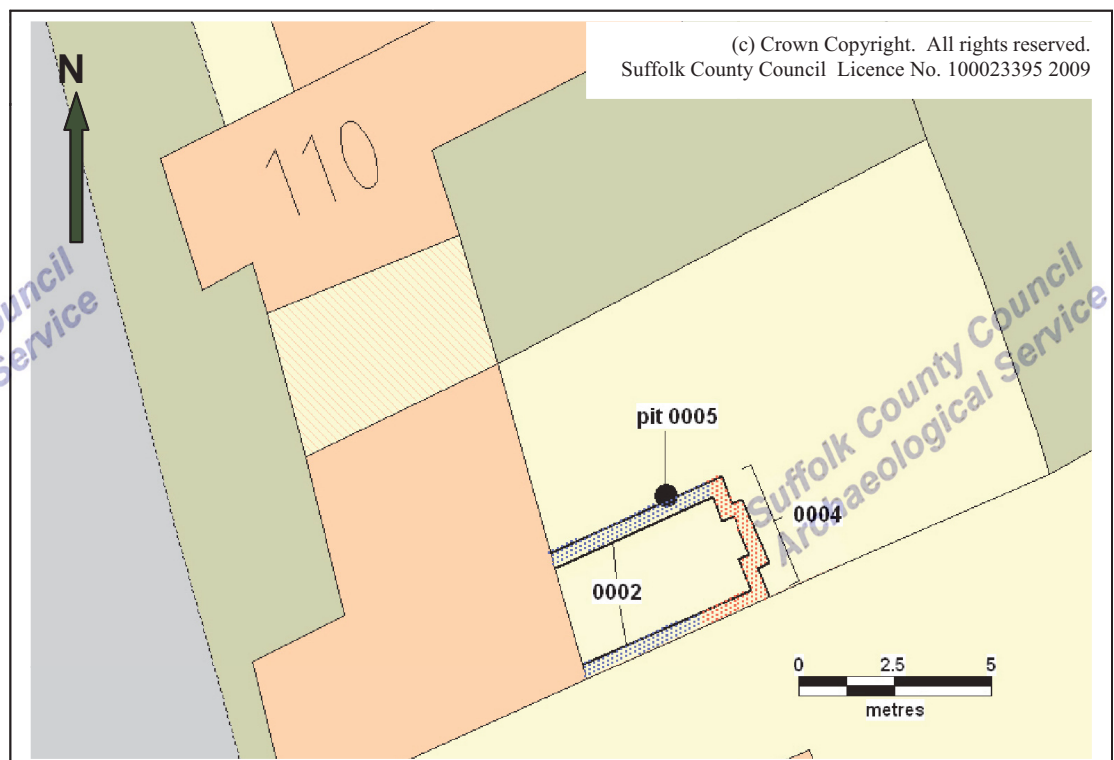 (c) Crown Copyright. All rights reserved.
Suffolk County Council Licence No. 100023395 2009
N
110
ouncil
Service
Suffolk County Council
Archaeological Service
pit 0005
0004
0002
0 2.5 5
metres